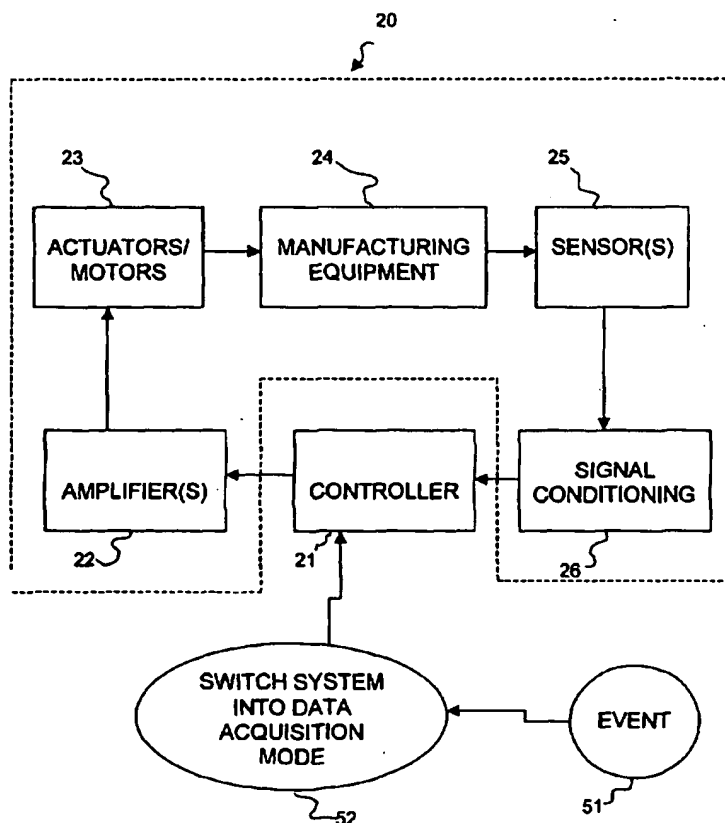 20
23
24
25
ACTUATORS/
MOTORS
MANUFACTURING
EQUIPMENT
SENSOR(S)
AMPLIFIER(S)
CONTROLLER
SIGNAL
CONDITIONING
22
21
26
SWITCH SYSTEM
INTO DATA
ACQUISITION
MODE
EVENT
52
51